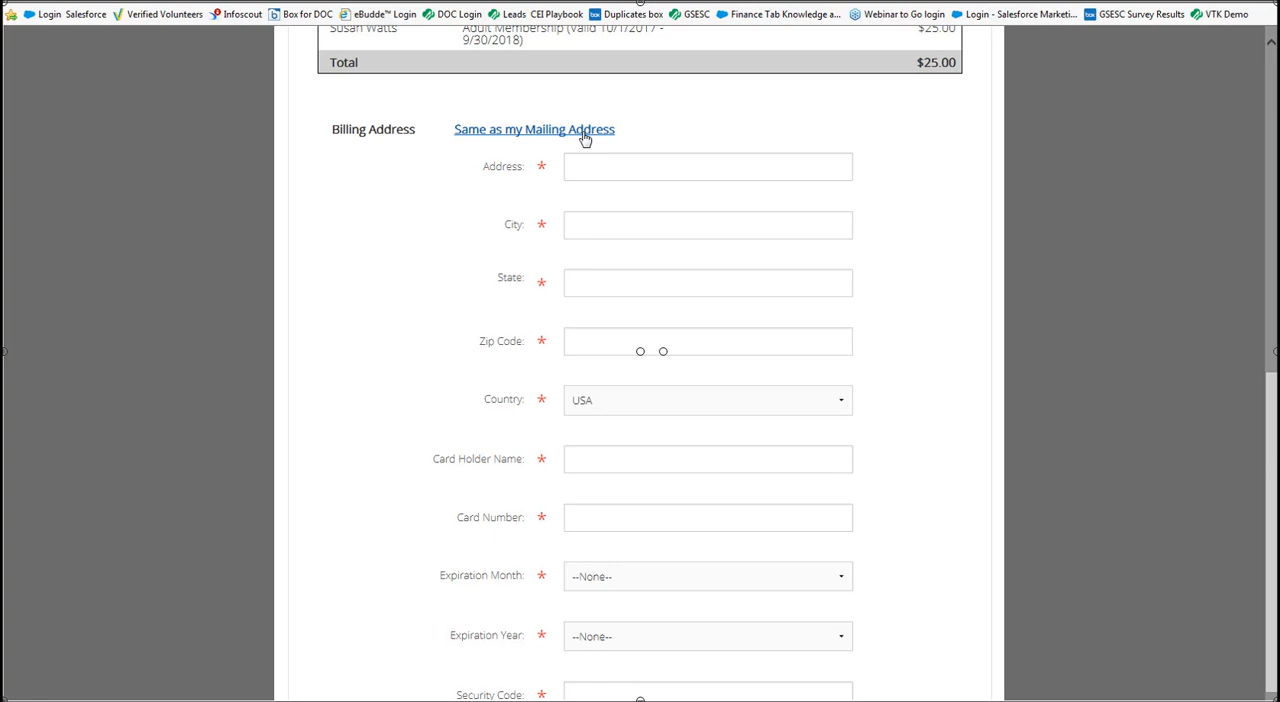 Login Salesforce Verified Volunteers Infoscout Box for DOC eBudde™ Login DOC Login Leads CEI Playbook Duplicates box GSESC Finance Tab Knowledge a... Webinar to Go login Login - Salesforce Marketi... GSESC Survey Results VTK Demo
Susan Watts Adult Membership (Valid 10/1/2017 - $25.00
9/30/2018)
Total $25.00
Billing Address Same as my Mailing Address
Address: *
City: *
State: *
Zip Code: *
Country: * USA
Card Holder Name: *
Card Number: *
Expiration Month: * --None--
Expiration Year: * --None--
Security Code: *